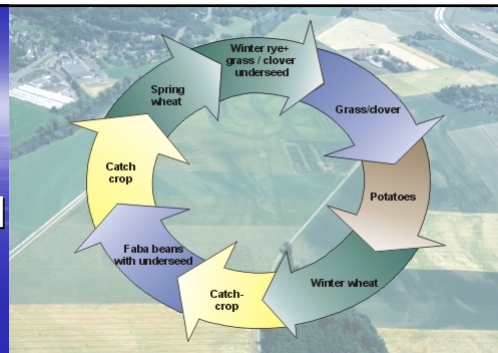 Winter rye+
grass / clover
underseed
Grass/clover
Potatoes
Winter wheat
Catch-
crop
Faba beans
with underseed
Catch
crop
Spring
wheat